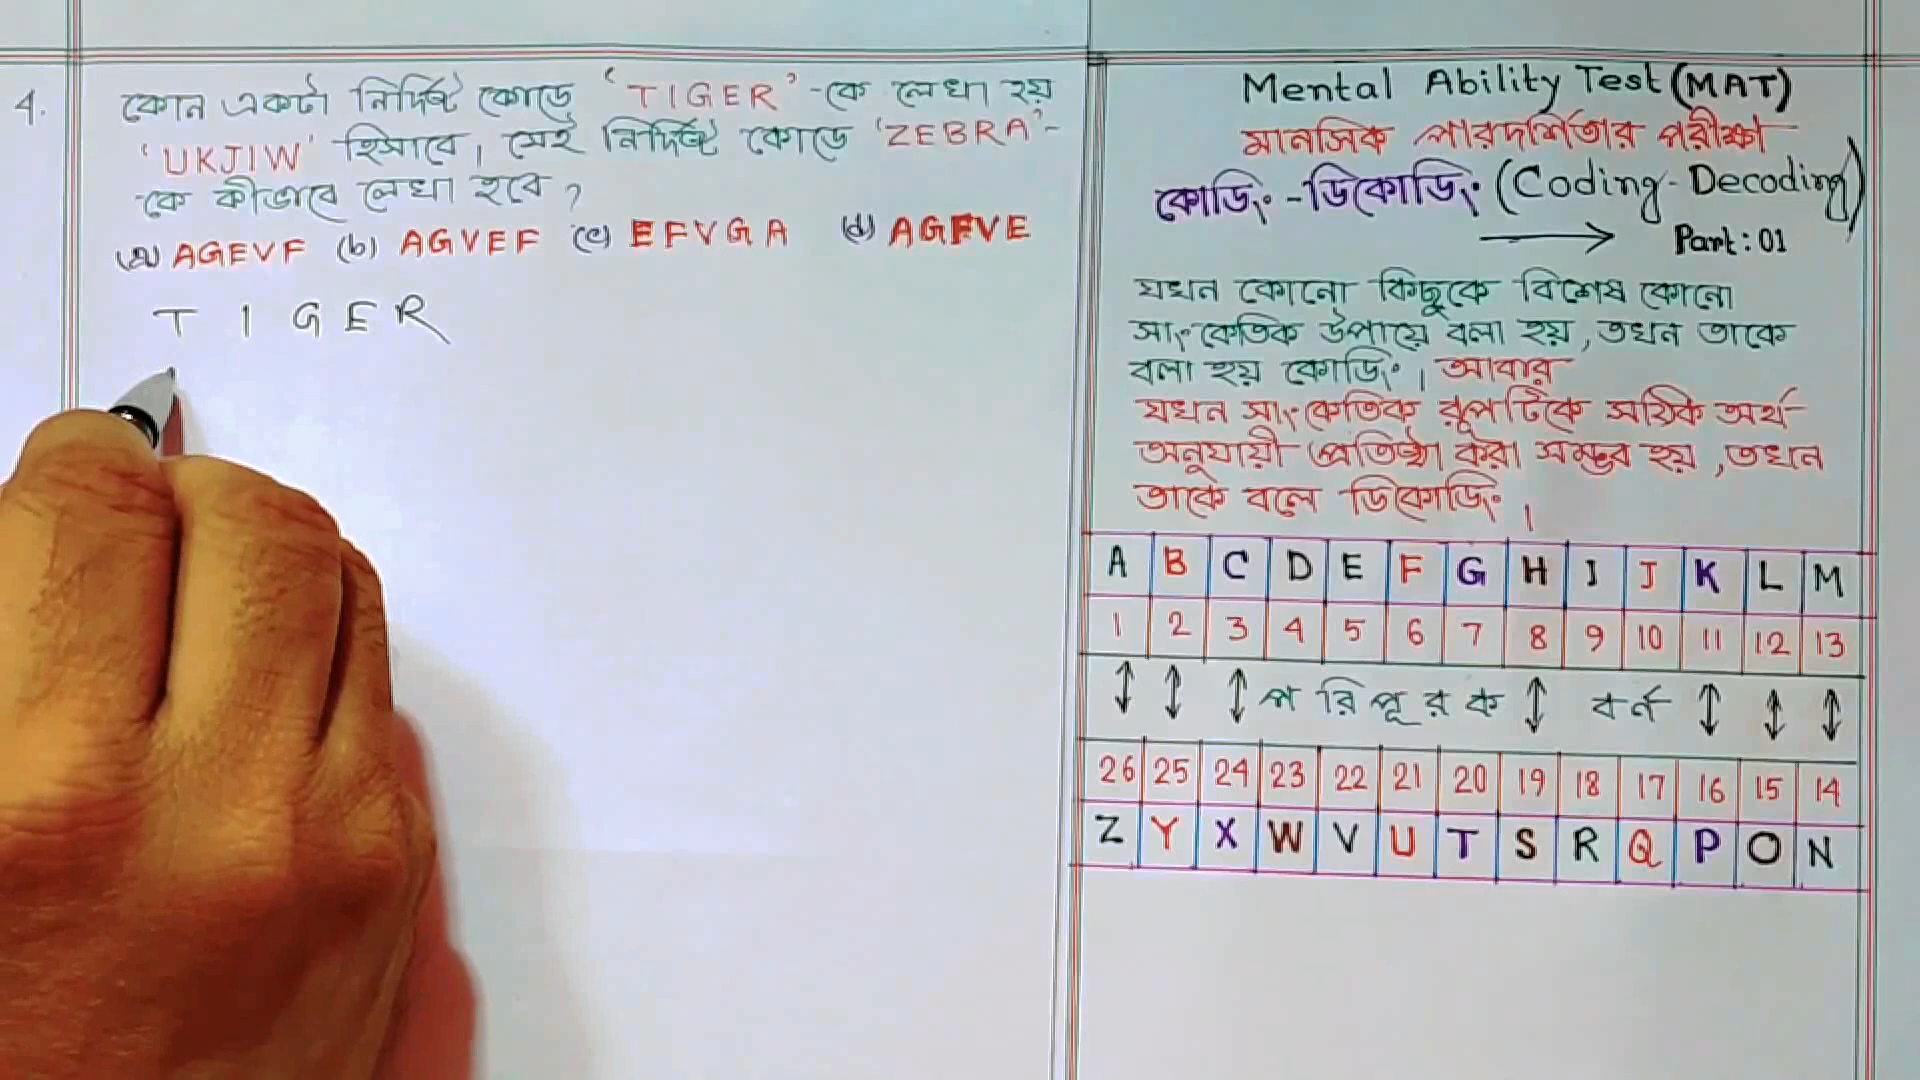 4. কোন একটা নির্দিষ্ট কোডে 'TIGER'-কে লেখা হয়
'UKJIW' হিসাবে, সেই নির্দিষ্ট কোডে 'ZEBRA'-
-কে কীভাবে লেখা হবে ?
(a) AGEVF (b) AGVEF (c) EFVGA (d) AGFVE
T I G E R
Mental Ability Test (MAT)
মানসিক পারদর্শিতার পরীক্ষা
কোডিং-ডিকোডিং (Coding-Decoding)
→ Part: 01
যখন কোনো কিছুকে বিশেষ কোনো
সাংকেতিক উপায়ে বলা হয়, তখন তাকে
বলা হয় কোডিং। আবার
যখন সাংকেতিক রূপটিকে সঠিক অর্থ
অনুযায়ী প্রতিষ্ঠা করা সম্ভব হয়, তখন
তাকে বলে ডিকোডিং।
A B C D E F G H I J K L M
1 2 3 4 5 6 7 8 9 10 11 12 13
↕ ↕ ↕ পরিপূরক ↕ বর্ন ↕ ↕ ↕
26 25 24 23 22 21 20 19 18 17 16 15 14
Z Y X W V U T S R Q P O N